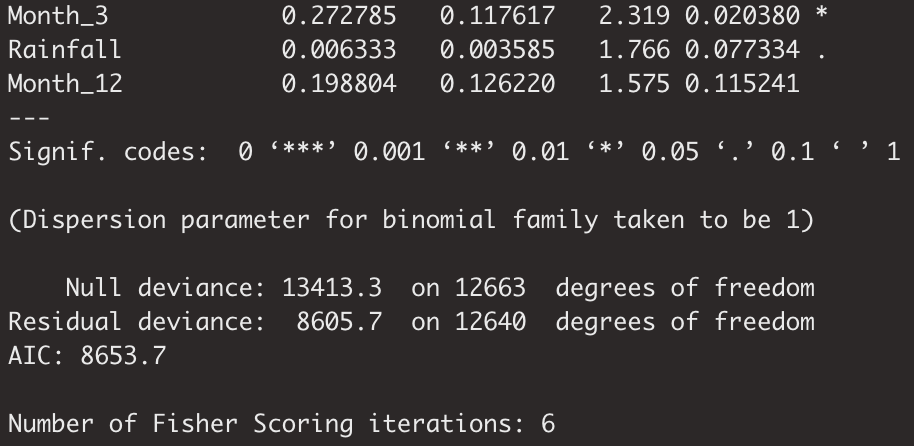 Month_3 0.272785 0.117617 2.319 0.020380 *
Rainfall 0.006333 0.003585 1.766 0.077334 .
Month_12 0.198804 0.126220 1.575 0.115241
---
Signif. codes: 0 ‘***’ 0.001 ‘**’ 0.01 ‘*’ 0.05 ‘.’ 0.1 ‘ ’ 1
(Dispersion parameter for binomial family taken to be 1)
Null deviance: 13413.3 on 12663 degrees of freedom
Residual deviance: 8605.7 on 12640 degrees of freedom
AIC: 8653.7
Number of Fisher Scoring iterations: 6